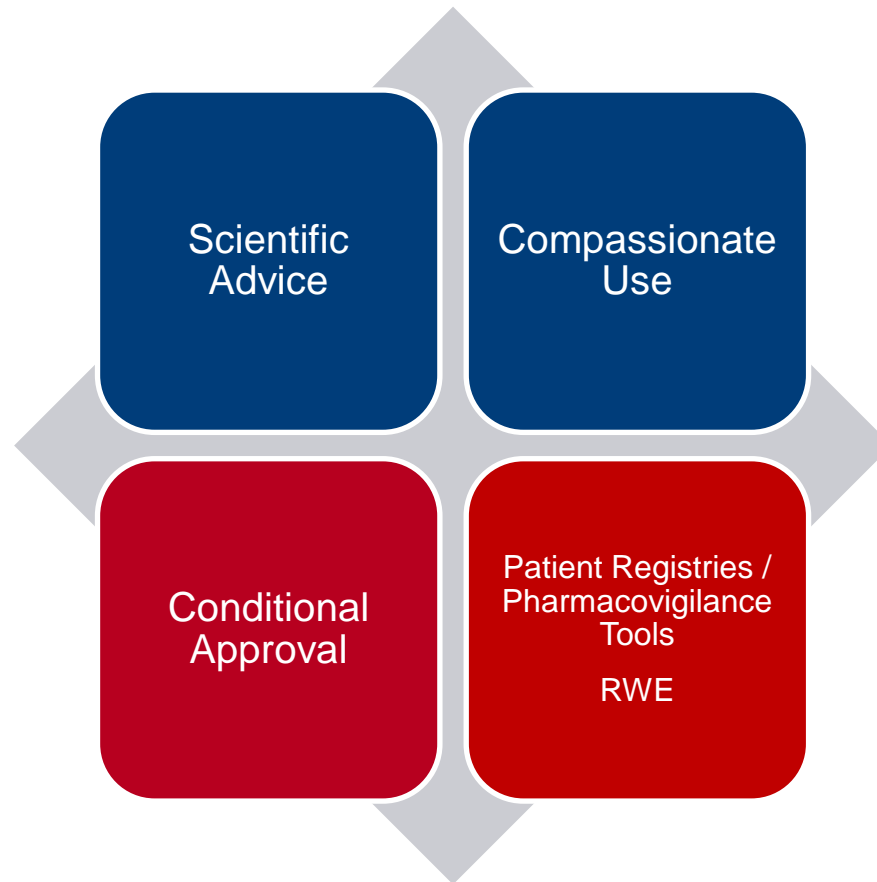 Scientific
Advice
Compassionate
Use
Conditional
Approval
Patient Registries /
Pharmacovigilance
Tools
RWE